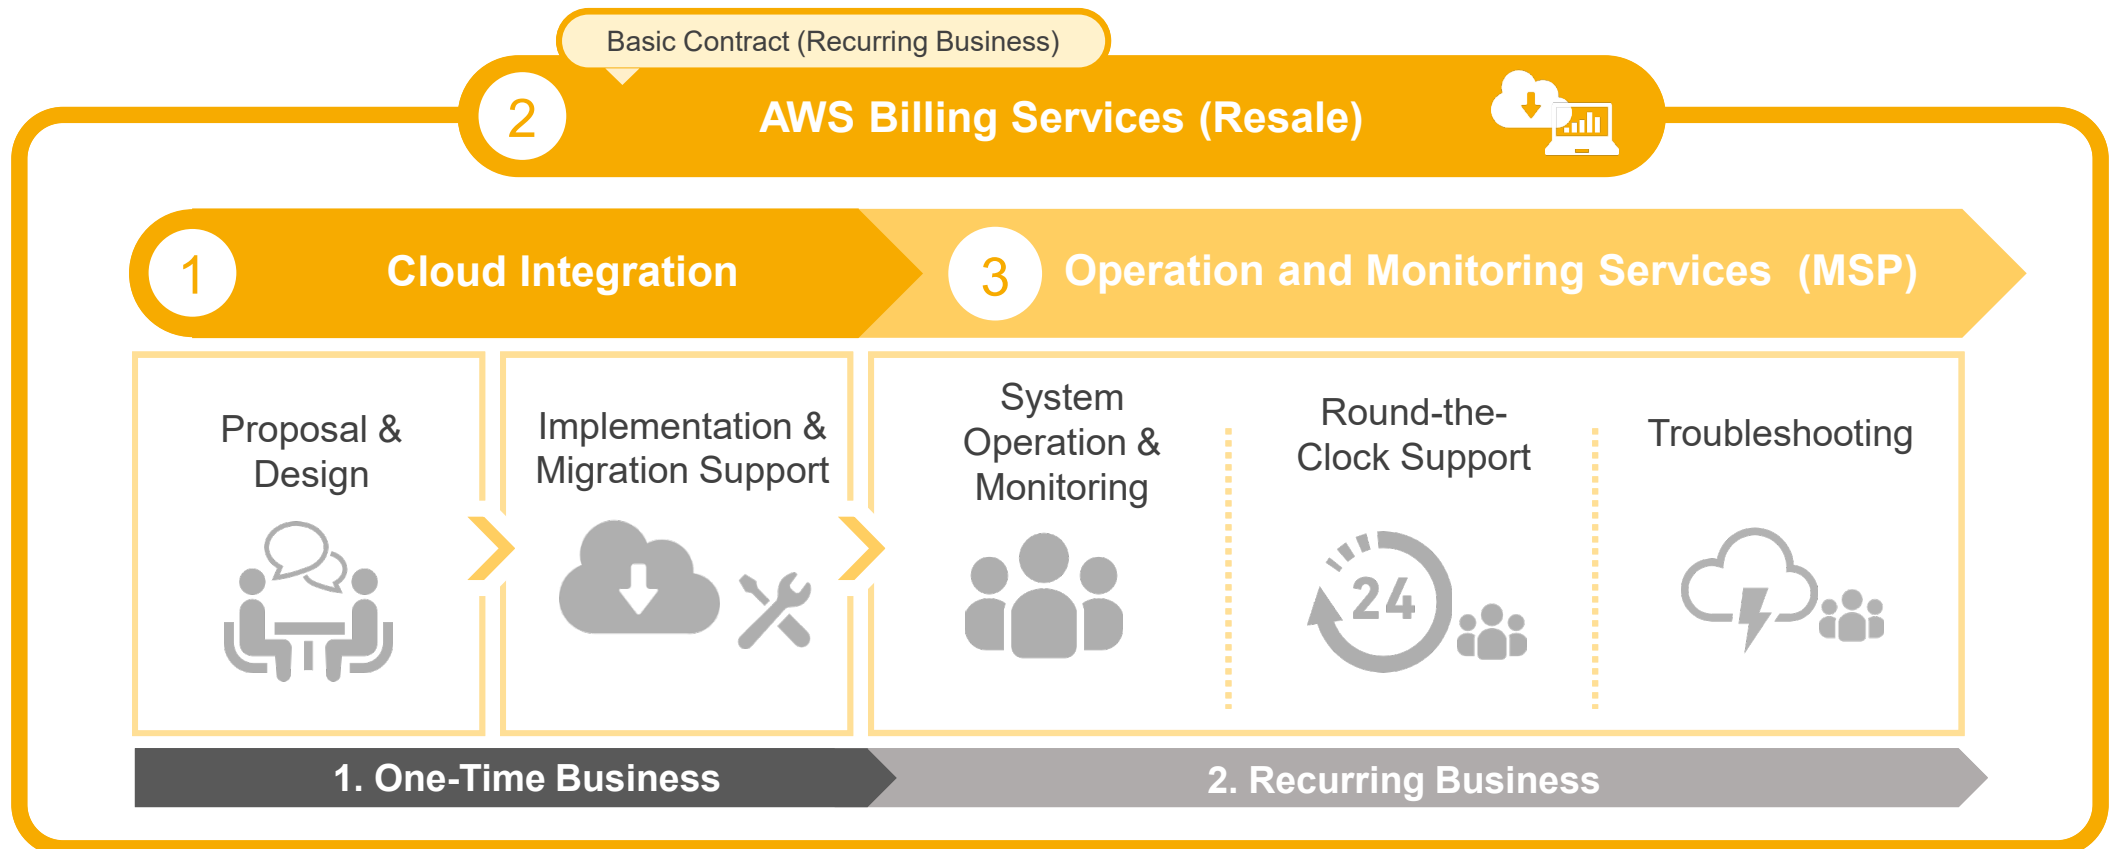 Basic Contract (Recurring Business)
2
AWS Billing Services (Resale)
1
Cloud Integration
3
Operation and Monitoring Services (MSP)
Proposal &
Design
Implementation &
Migration Support
System
Operation &
Monitoring
Round-the-
Clock Support
24
Troubleshooting
1. One-Time Business
2. Recurring Business